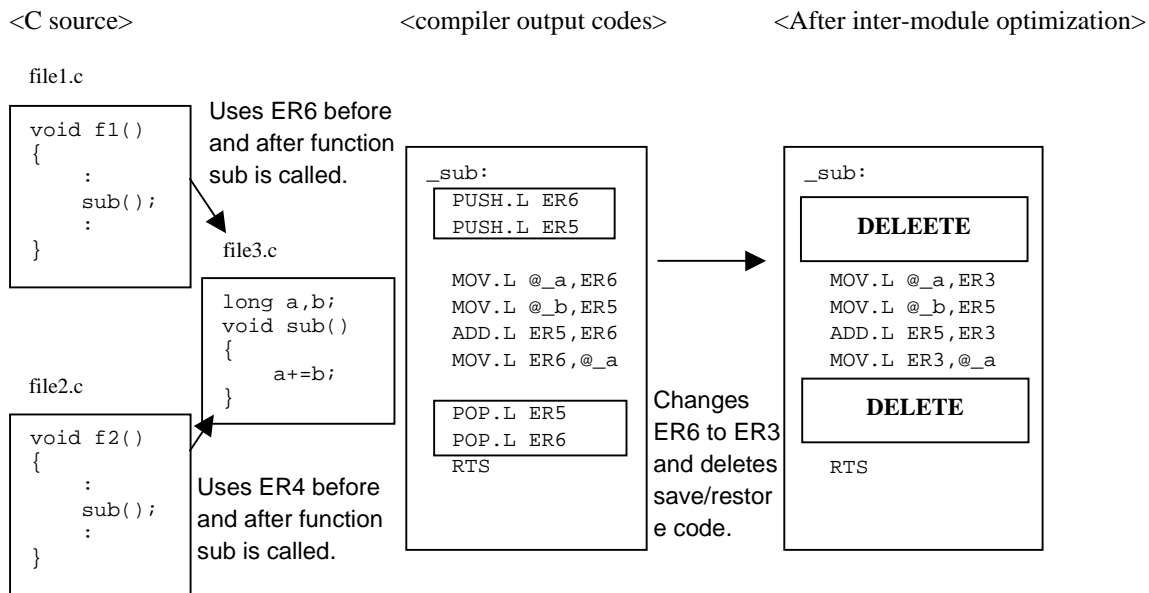 <C source>
<compiler output codes>
<After inter-module optimization>
file1.c
void f1()
{
:
sub();
:
}
Uses ER6 before
and after function
sub is called.
file3.c
long a,b;
void sub()
{
a+=b;
}
file2.c
void f2()
{
:
sub();
:
}
Uses ER4 before
and after function
sub is called.
_sub:
PUSH.L ER6
PUSH.L ER5
MOV.L @_a,ER6
MOV.L @_b,ER5
ADD.L ER5,ER6
MOV.L ER6,@_a
POP.L ER5
POP.L ER6
RTS
Changes
ER6 to ER3
and deletes
save/restor
e code.
_sub:
DELEETE
MOV.L @_a,ER3
MOV.L @_b,ER5
ADD.L ER5,ER3
MOV.L ER3,@_a
DELETE
RTS